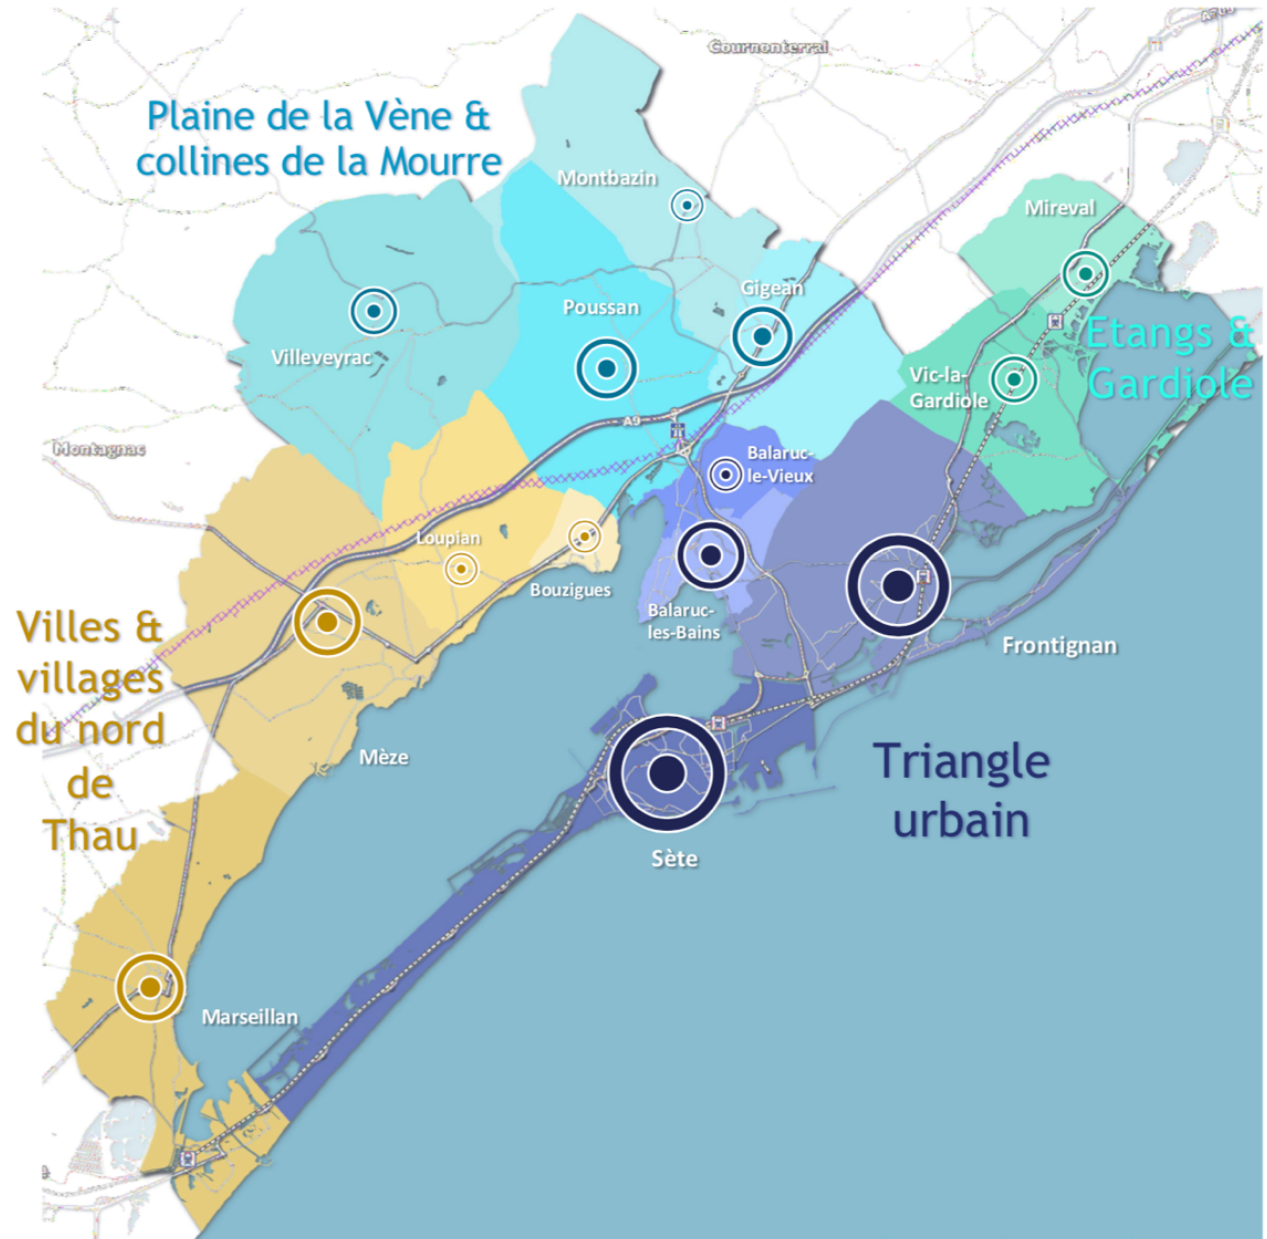 Cournonterral
A7
Plaine de la Vène &
collines de la Mourre
Montbazin
Mireval
Gigean
Poussan
Villeveyrac
Etangs &
Gardiole
Vic-la-
Gardiole
A9
Montagnac
Balaruc-
le-Vieux
Loupian
Bouzigues
Balaruc-
les-Bains
Villes &
villages
du nord
de
Thau
Frontignan
Mèze
Triangle
urbain
Sète
Marseillan